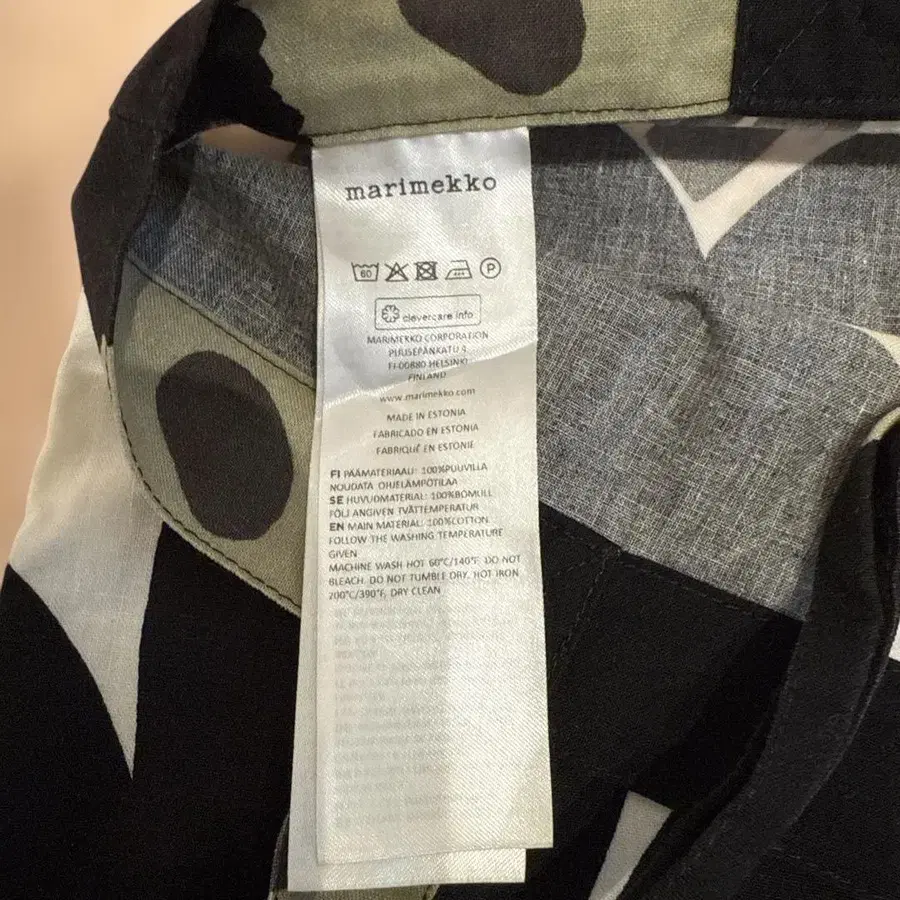 marimekko
60 P
clevercare.info
MARIMEKKO CORPORATION
PUUSEPÄNKATU 4
FI-00880 HELSINKI
FINLAND
www.marimekko.com
MADE IN ESTONIA
FABRICADO EN ESTONIA
FABRIQUÉ EN ESTONIE
FI PÄÄMATERIAALI: 100%PUUVILLA
NOUDATA OHJELÄMPÖTILAA
SE HUVUDMATERIAL: 100%BOMULL
FÖLJ ANGIVEN TVÄTTEMPERATUR
EN MAIN MATERIAL: 100%COTTON
FOLLOW THE WASHING TEMPERATURE
GIVEN
MACHINE WASH HOT 60°C/140°F, DO NOT
BLEACH, DO NOT TUMBLE DRY, HOT IRON
200°C/390°F, DRY CLEAN